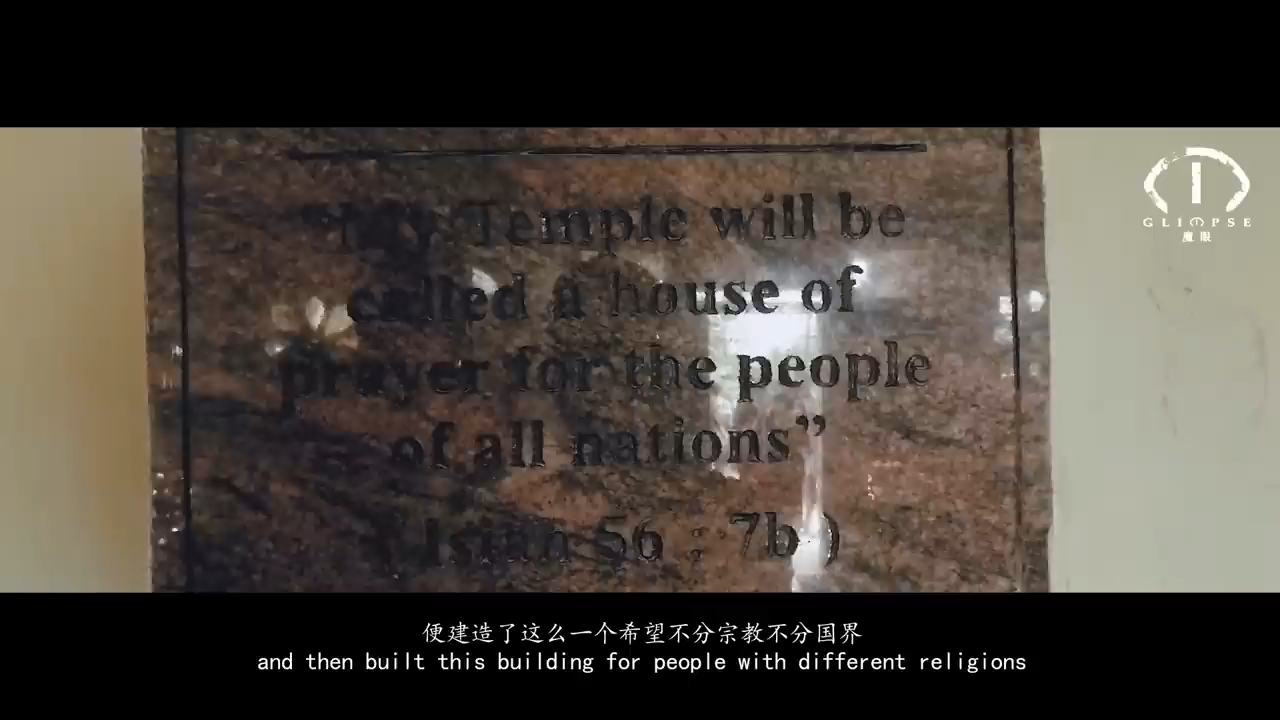 "My Temple will be
called a house of
prayer for the people
of all nations"
( Isiah 56 : 7b )
GLIMPSE
魔眼
便建造了这么一个希望不分宗教不分国界
and then built this building for people with different religions